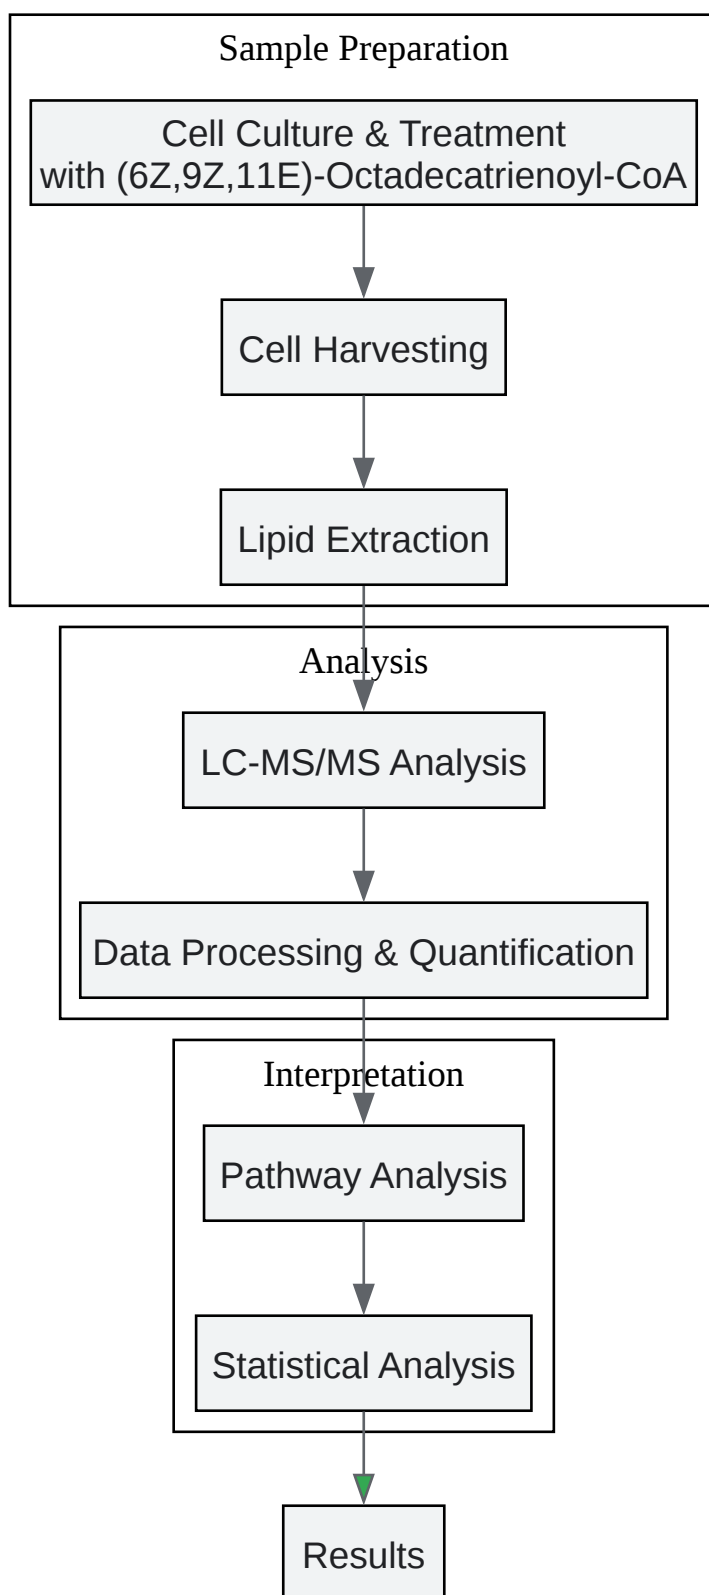 Sample Preparation
Cell Culture & Treatment
with (6Z,9Z,11E)-Octadecatrienoyl-CoA
Cell Harvesting
Lipid Extraction
Analysis
LC-MS/MS Analysis
Data Processing & Quantification
Interpretation
Pathway Analysis
Statistical Analysis
Results